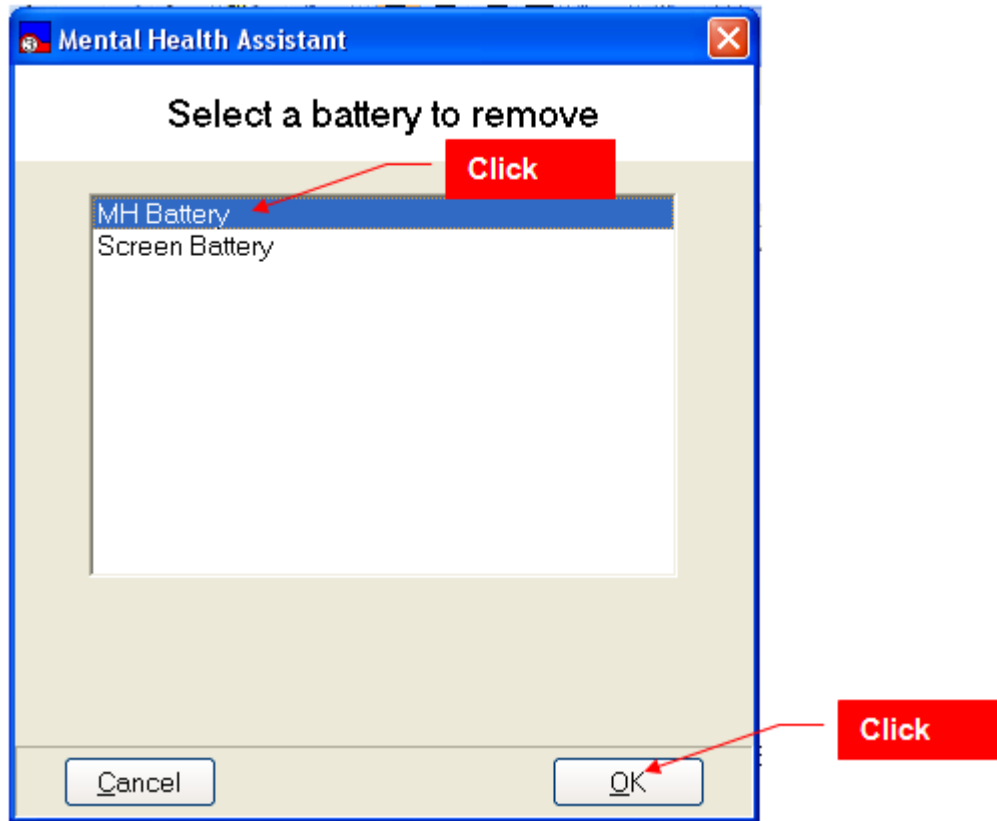 Mental Health Assistant
Select a battery to remove
Click
MH Battery
Screen Battery
Click
Cancel
OK